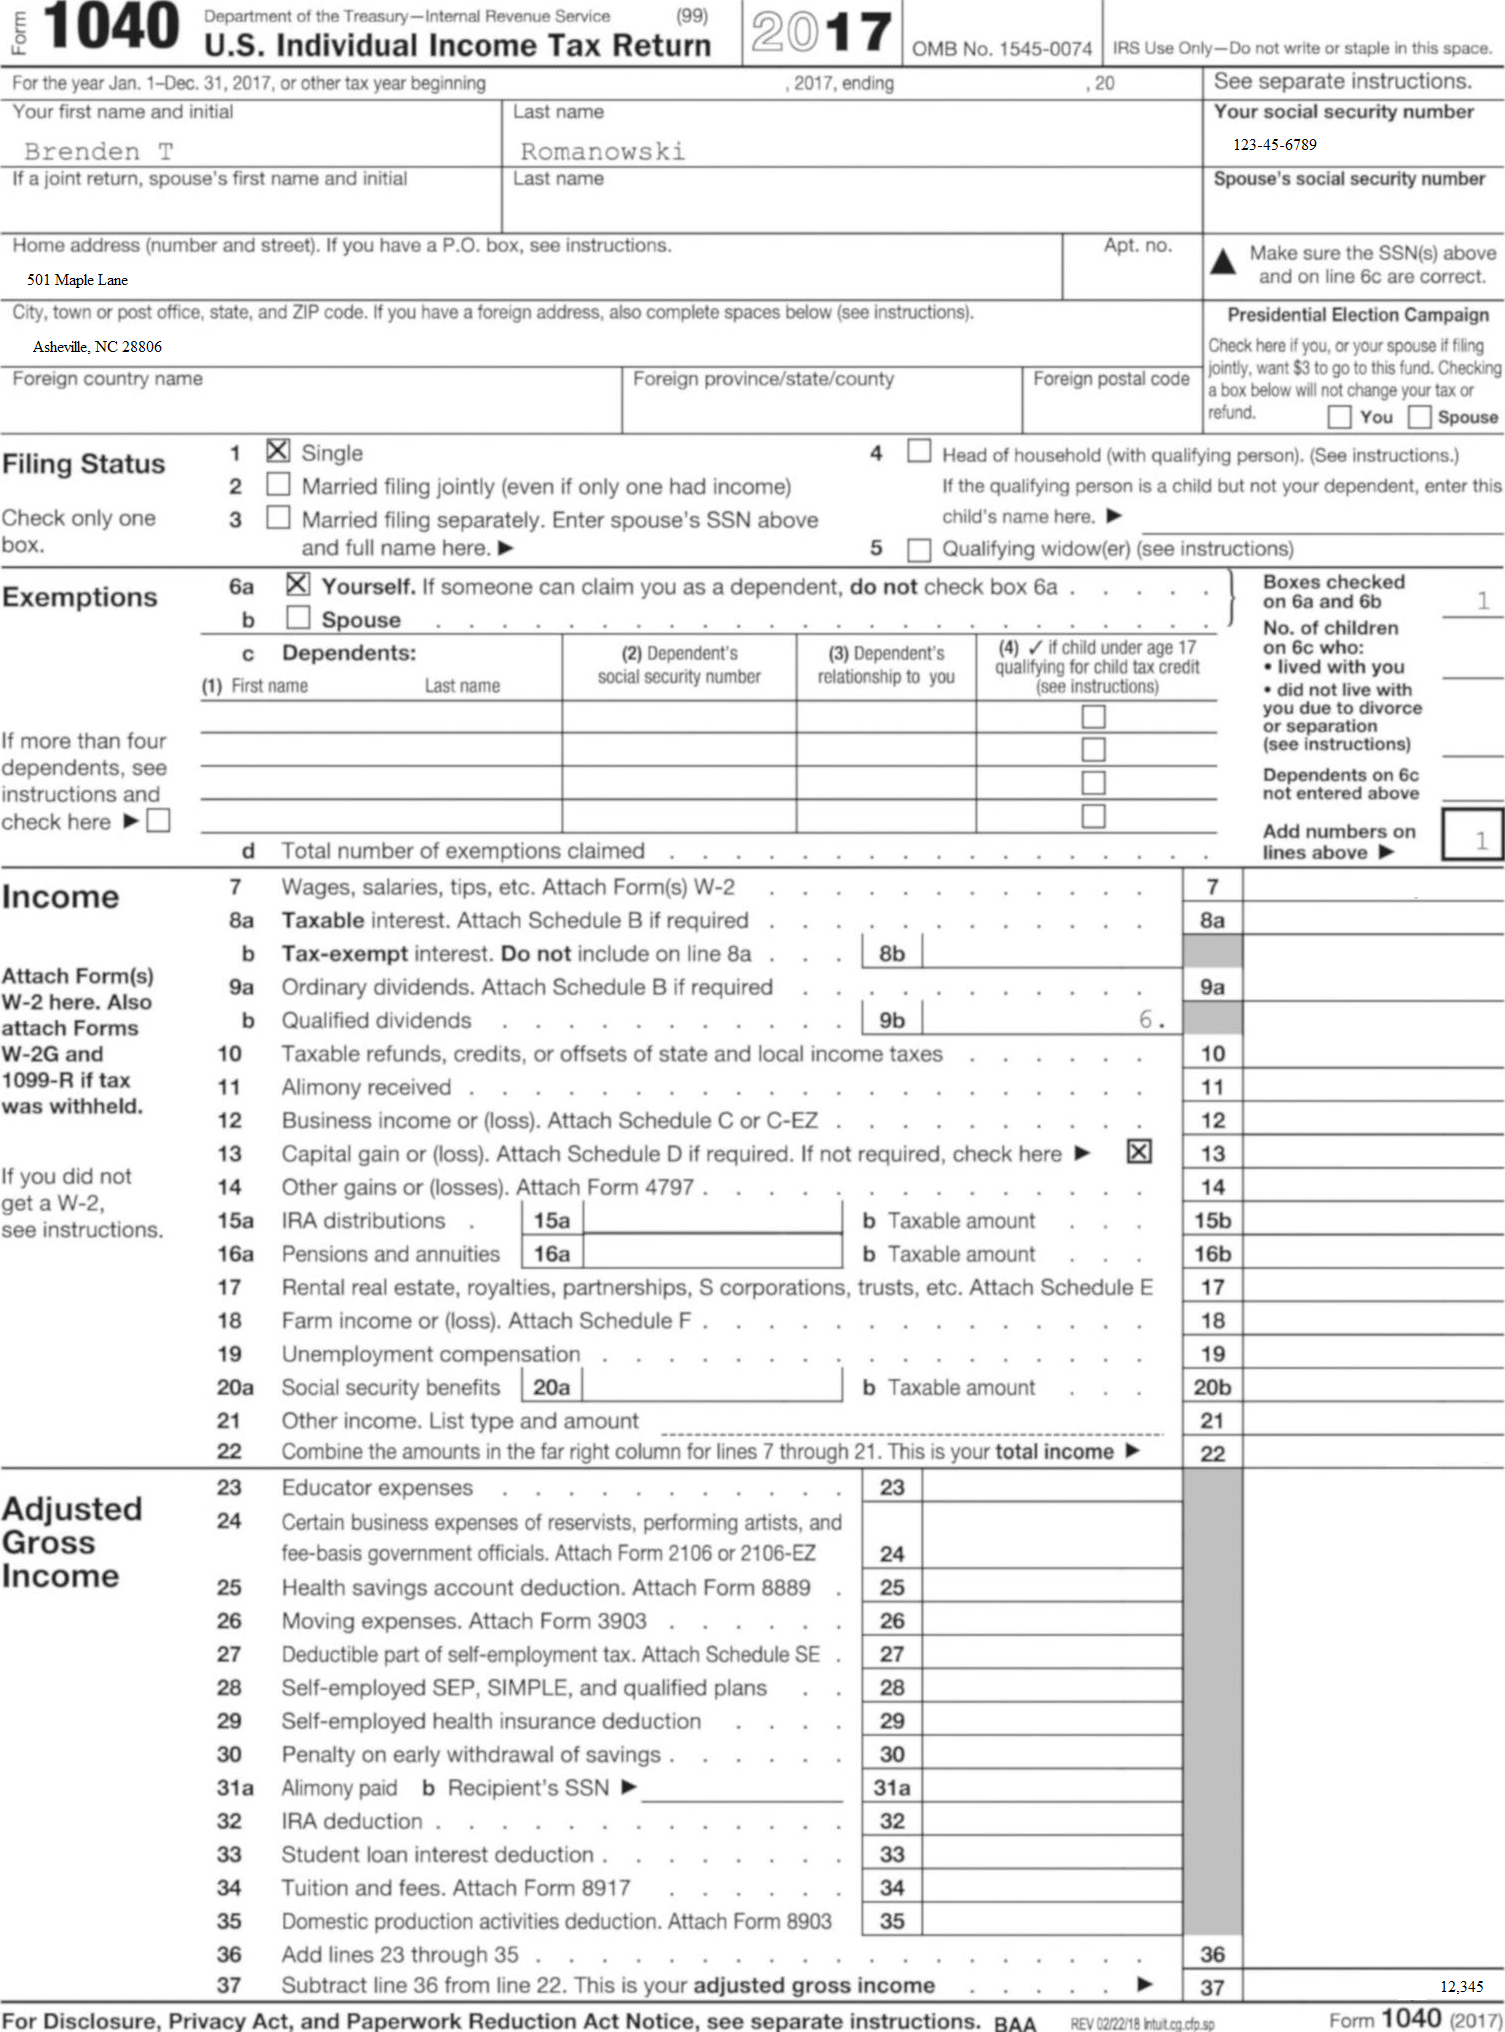 Form 1040 Department of the Treasury—Internal Revenue Service (99)
U.S. Individual Income Tax Return 2017 OMB No. 1545-0074 IRS Use Only—Do not write or staple in this space.
For the year Jan. 1–Dec. 31, 2017, or other tax year beginning , 2017, ending , 20 See separate instructions.
Your first name and initial Last name Your social security number
Brenden T Romanowski 123-45-6789
If a joint return, spouse's first name and initial Last name Spouse's social security number
Home address (number and street). If you have a P.O. box, see instructions. Apt. no.
501 Maple Lane
▲ Make sure the SSN(s) above
and on line 6c are correct.
City, town or post office, state, and ZIP code. If you have a foreign address, also complete spaces below (see instructions).
Asheville, NC 28806
Foreign country name Foreign province/state/county Foreign postal code
Presidential Election Campaign
Check here if you, or your spouse if filing
jointly, want $3 to go to this fund. Checking
a box below will not change your tax or
refund. You Spouse
Filing Status
Check only one
box.
1 Single
2 Married filing jointly (even if only one had income)
3 Married filing separately. Enter spouse's SSN above
and full name here. ▶
4 Head of household (with qualifying person). (See instructions.)
If the qualifying person is a child but not your dependent, enter this
child's name here. ▶
5 Qualifying widow(er) (see instructions)
Exemptions
6a Yourself. If someone can claim you as a dependent, do not check box 6a . . . . .
b Spouse . . . . . . . . . . . . . . . . . . . . . . . .
c Dependents:
(1) First name Last name
(2) Dependent's
social security number
(3) Dependent's
relationship to you
(4) ✓ if child under age 17
qualifying for child tax credit
(see instructions)
If more than four
dependents, see
instructions and
check here ▶
d Total number of exemptions claimed . . . . . . . . . . . . . . . . .
Boxes checked
on 6a and 6b 1
No. of children
on 6c who:
• lived with you
• did not live with
you due to divorce
or separation
(see instructions)
Dependents on 6c
not entered above
Add numbers on
lines above ▶ 1
Income
Attach Form(s)
W-2 here. Also
attach Forms
W-2G and
1099-R if tax
was withheld.
If you did not
get a W-2,
see instructions.
7 Wages, salaries, tips, etc. Attach Form(s) W-2 . . . . . . . . . . . . 7
8a Taxable interest. Attach Schedule B if required . . . . . . . . . . . . 8a
b Tax-exempt interest. Do not include on line 8a . . . 8b
9a Ordinary dividends. Attach Schedule B if required . . . . . . . . . . . 9a
b Qualified dividends . . . . . . . . . . . 9b 6.
10 Taxable refunds, credits, or offsets of state and local income taxes . . . . . . 10
11 Alimony received . . . . . . . . . . . . . . . . . . . . . 11
12 Business income or (loss). Attach Schedule C or C-EZ . . . . . . . . . . 12
13 Capital gain or (loss). Attach Schedule D if required. If not required, check here ▶ 13
14 Other gains or (losses). Attach Form 4797 . . . . . . . . . . . . . . 14
15a IRA distributions . 15a b Taxable amount . . . 15b
16a Pensions and annuities 16a b Taxable amount . . . 16b
17 Rental real estate, royalties, partnerships, S corporations, trusts, etc. Attach Schedule E 17
18 Farm income or (loss). Attach Schedule F . . . . . . . . . . . . . . 18
19 Unemployment compensation . . . . . . . . . . . . . . . . . 19
20a Social security benefits 20a b Taxable amount . . . 20b
21 Other income. List type and amount 21
22 Combine the amounts in the far right column for lines 7 through 21. This is your total income ▶ 22
Adjusted
Gross
Income
23 Educator expenses . . . . . . . . . . . 23
24 Certain business expenses of reservists, performing artists, and
fee-basis government officials. Attach Form 2106 or 2106-EZ 24
25 Health savings account deduction. Attach Form 8889 . 25
26 Moving expenses. Attach Form 3903 . . . . . . 26
27 Deductible part of self-employment tax. Attach Schedule SE . 27
28 Self-employed SEP, SIMPLE, and qualified plans . . 28
29 Self-employed health insurance deduction . . . . 29
30 Penalty on early withdrawal of savings . . . . . . 30
31a Alimony paid b Recipient's SSN ▶ 31a
32 IRA deduction . . . . . . . . . . . . . 32
33 Student loan interest deduction . . . . . . . . 33
34 Tuition and fees. Attach Form 8917 . . . . . . 34
35 Domestic production activities deduction. Attach Form 8903 35
36 Add lines 23 through 35 . . . . . . . . . . . . . . . . . . . 36
37 Subtract line 36 from line 22. This is your adjusted gross income . . . . . ▶ 37 12,345
For Disclosure, Privacy Act, and Paperwork Reduction Act Notice, see separate instructions. BAA REV 02/22/18 Intuit.cg.cfp.sp Form 1040 (2017)